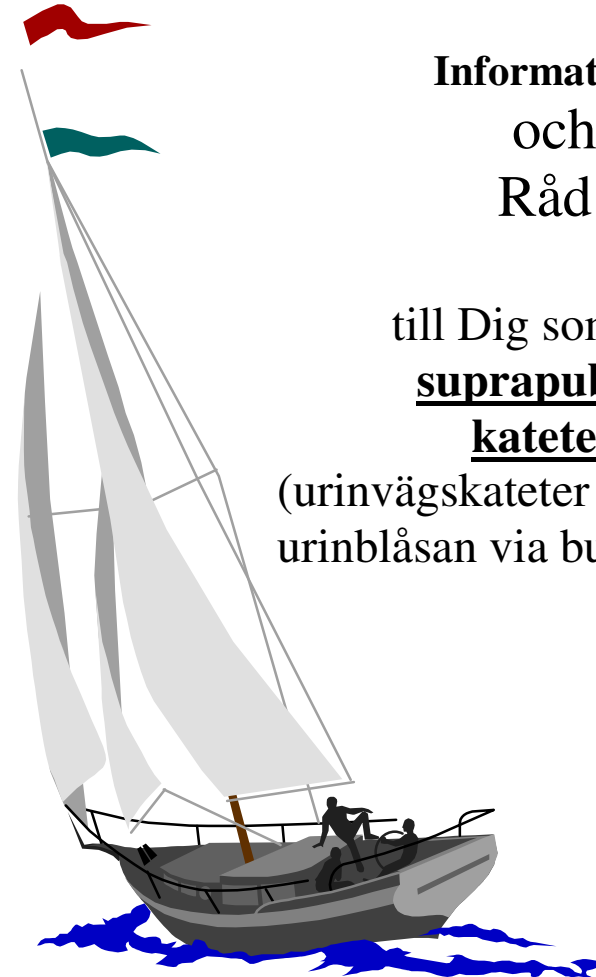 Informat
och
Råd
till Dig som
suprapub
katete
(urinvägskateter
urinblåsan via bu